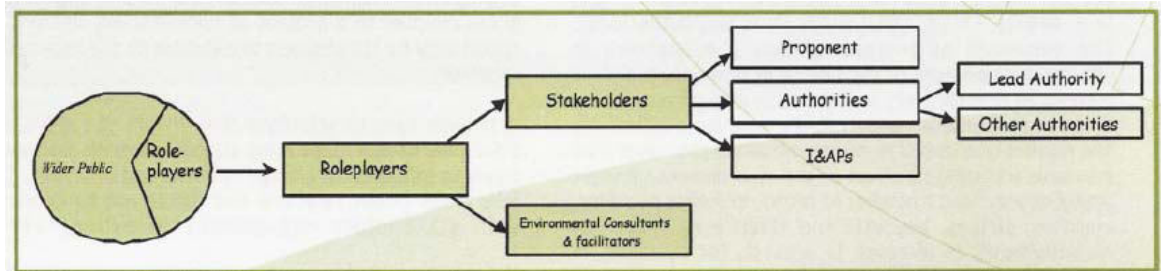 Wider Public
Role-
players
Roleplayers
Stakeholders
Environmental Consultants
& facilitators
Proponent
Authorities
I&APs
Lead Authority
Other Authorities